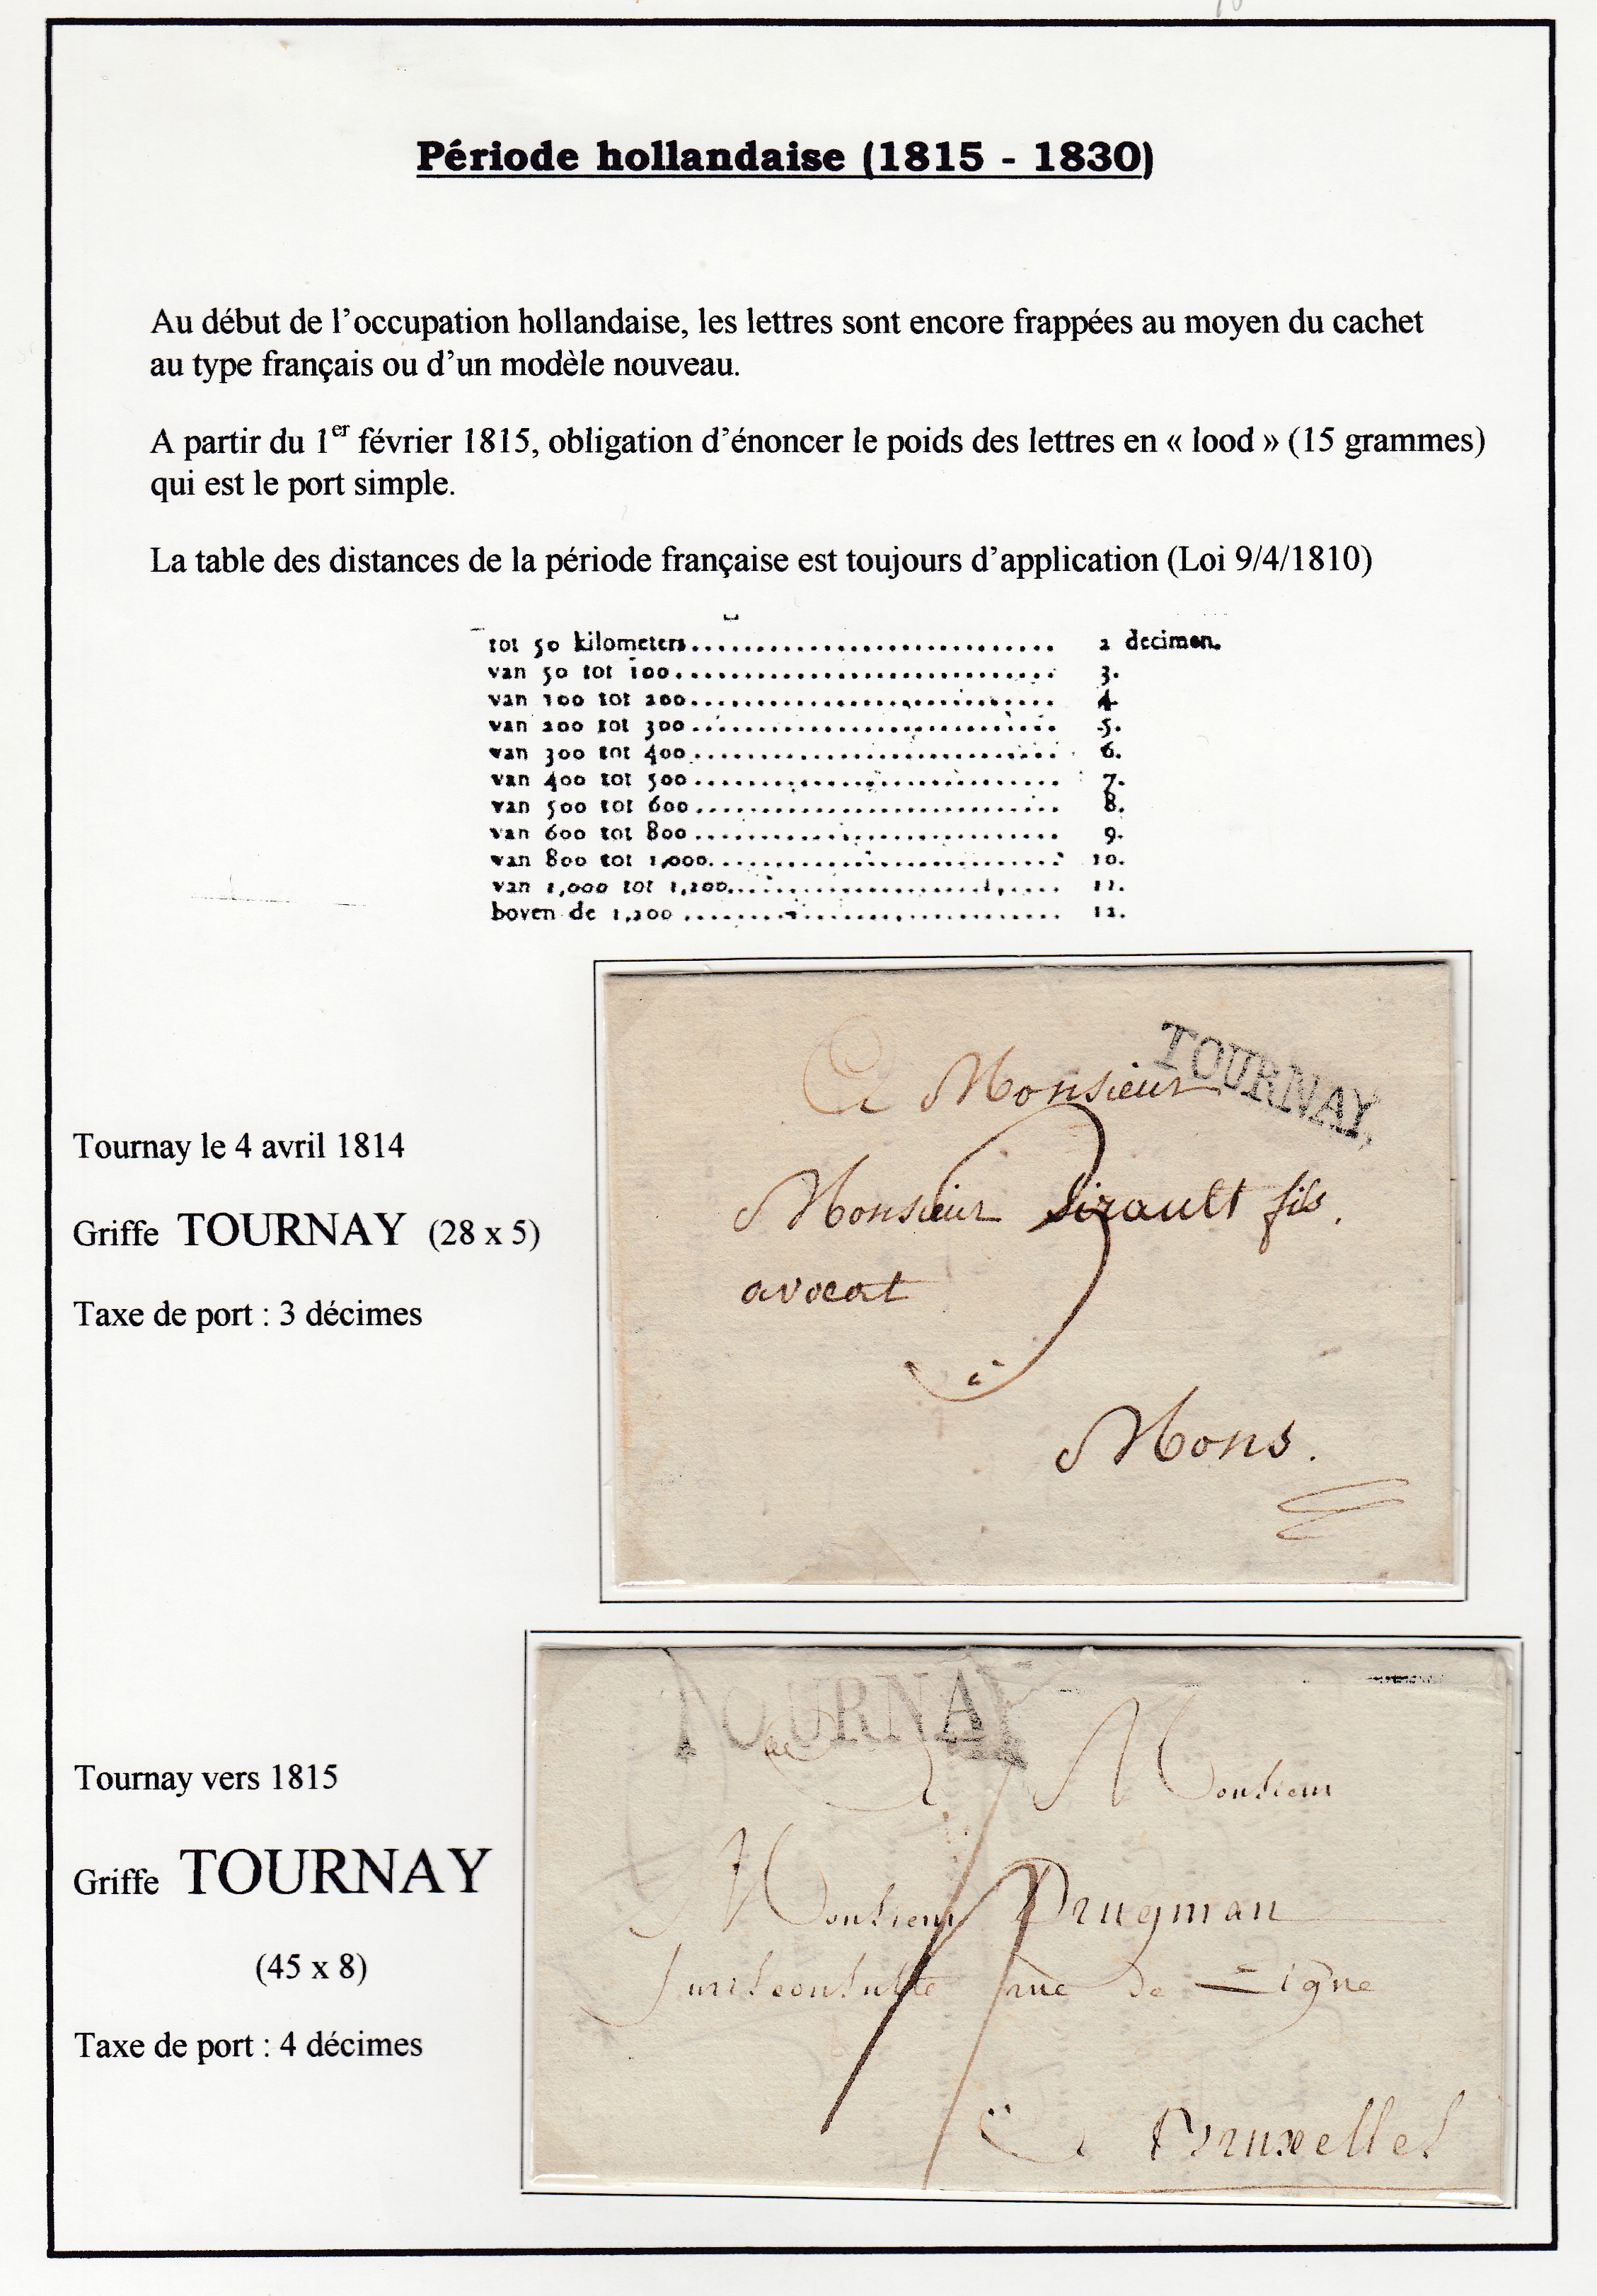 Période hollandaise (1815 - 1830)
Au début de l’occupation hollandaise, les lettres sont encore frappées au moyen du cachet
au type français ou d’un modèle nouveau.
A partir du 1er février 1815, obligation d’énoncer le poids des lettres en « lood » (15 grammes)
qui est le port simple.
La table des distances de la période française est toujours d’application (Loi 9/4/1810)
tot 50 kilometers.............................. 2 decimen.
van 50 tot 100.............................. 3.
van 100 tot 200.............................. 4.
van 200 tot 300.............................. 5.
van 300 tot 400.............................. 6.
van 400 tot 500.............................. 7.
van 500 tot 600.............................. 8.
van 600 tot 800.............................. 9.
van 800 tot 1,000.............................. 10.
van 1,000 tot 1,200.............................. 11.
boven de 1,200.............................. 12.
Tournay le 4 avril 1814
Griffe TOURNAY (28 x 5)
Taxe de port : 3 décimes
TOURNAY,
A Monsieur
3
Monsieur Sirault fils.
avocat
à
Mons.
Tournay vers 1815
Griffe TOURNAY
(45 x 8)
Taxe de port : 4 décimes
TOURNAY
A Monsieur
4
Monsieur Brugman
Jurisconsulte rue de Ligne
à Bruxelles